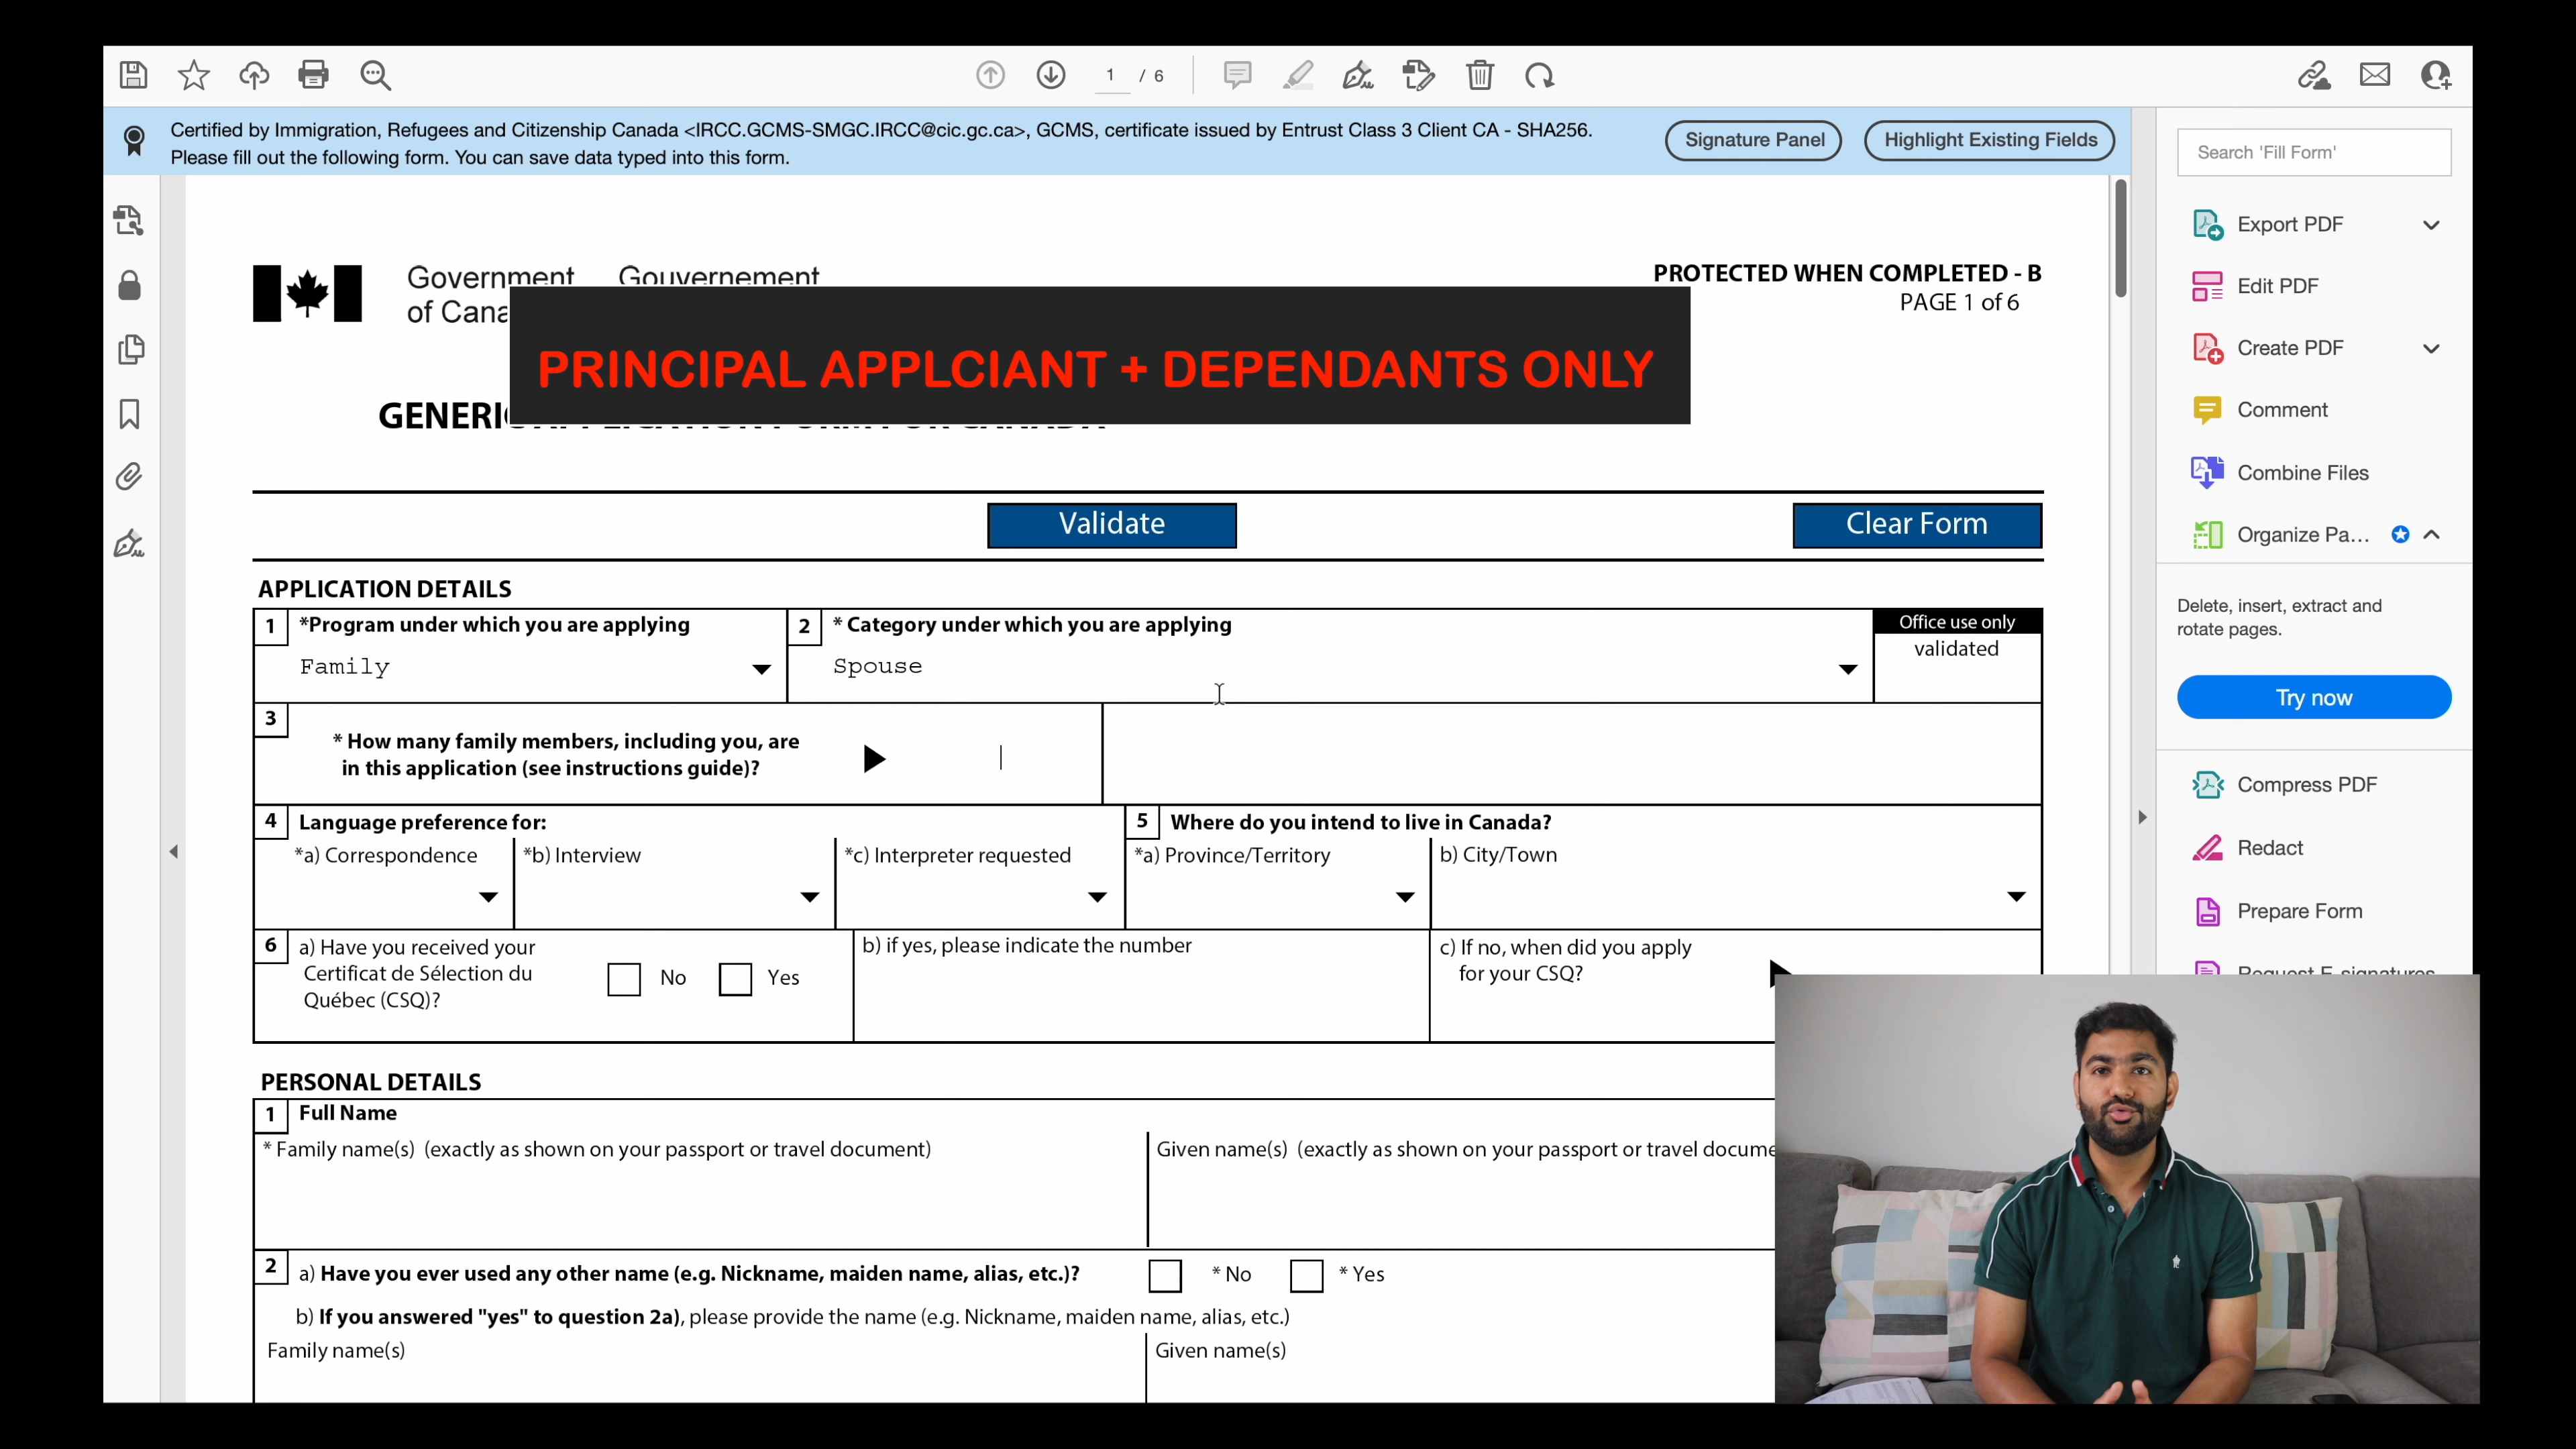 1 / 6
Certified by Immigration, Refugees and Citizenship Canada <IRCC.GCMS-SMGC.IRCC@cic.gc.ca>, GCMS, certificate issued by Entrust Class 3 Client CA - SHA256.
Please fill out the following form. You can save data typed into this form.
Signature Panel
Highlight Existing Fields
Search 'Fill Form'
Export PDF
Edit PDF
Create PDF
Comment
Combine Files
Organize Pa...
Delete, insert, extract and
rotate pages.
Try now
Compress PDF
Redact
Prepare Form
Request E-signatures
Government Gouvernement
of Cana
PROTECTED WHEN COMPLETED - B
PAGE 1 of 6
PRINCIPAL APPLCIANT + DEPENDANTS ONLY
GENERIC APPLICATION FORM FOR CANADA
Validate
Clear Form
APPLICATION DETAILS
1 *Program under which you are applying
Family
2 * Category under which you are applying
Spouse
Office use only
validated
3
* How many family members, including you, are
in this application (see instructions guide)?
4 Language preference for:
*a) Correspondence
*b) Interview
*c) Interpreter requested
5 Where do you intend to live in Canada?
*a) Province/Territory
b) City/Town
6 a) Have you received your
Certificat de Sélection du
Québec (CSQ)?
No
Yes
b) if yes, please indicate the number
c) If no, when did you apply
for your CSQ?
PERSONAL DETAILS
1 Full Name
* Family name(s) (exactly as shown on your passport or travel document)
Given name(s) (exactly as shown on your passport or travel docume
2 a) Have you ever used any other name (e.g. Nickname, maiden name, alias, etc.)?
* No
* Yes
b) If you answered "yes" to question 2a), please provide the name (e.g. Nickname, maiden name, alias, etc.)
Family name(s)
Given name(s)